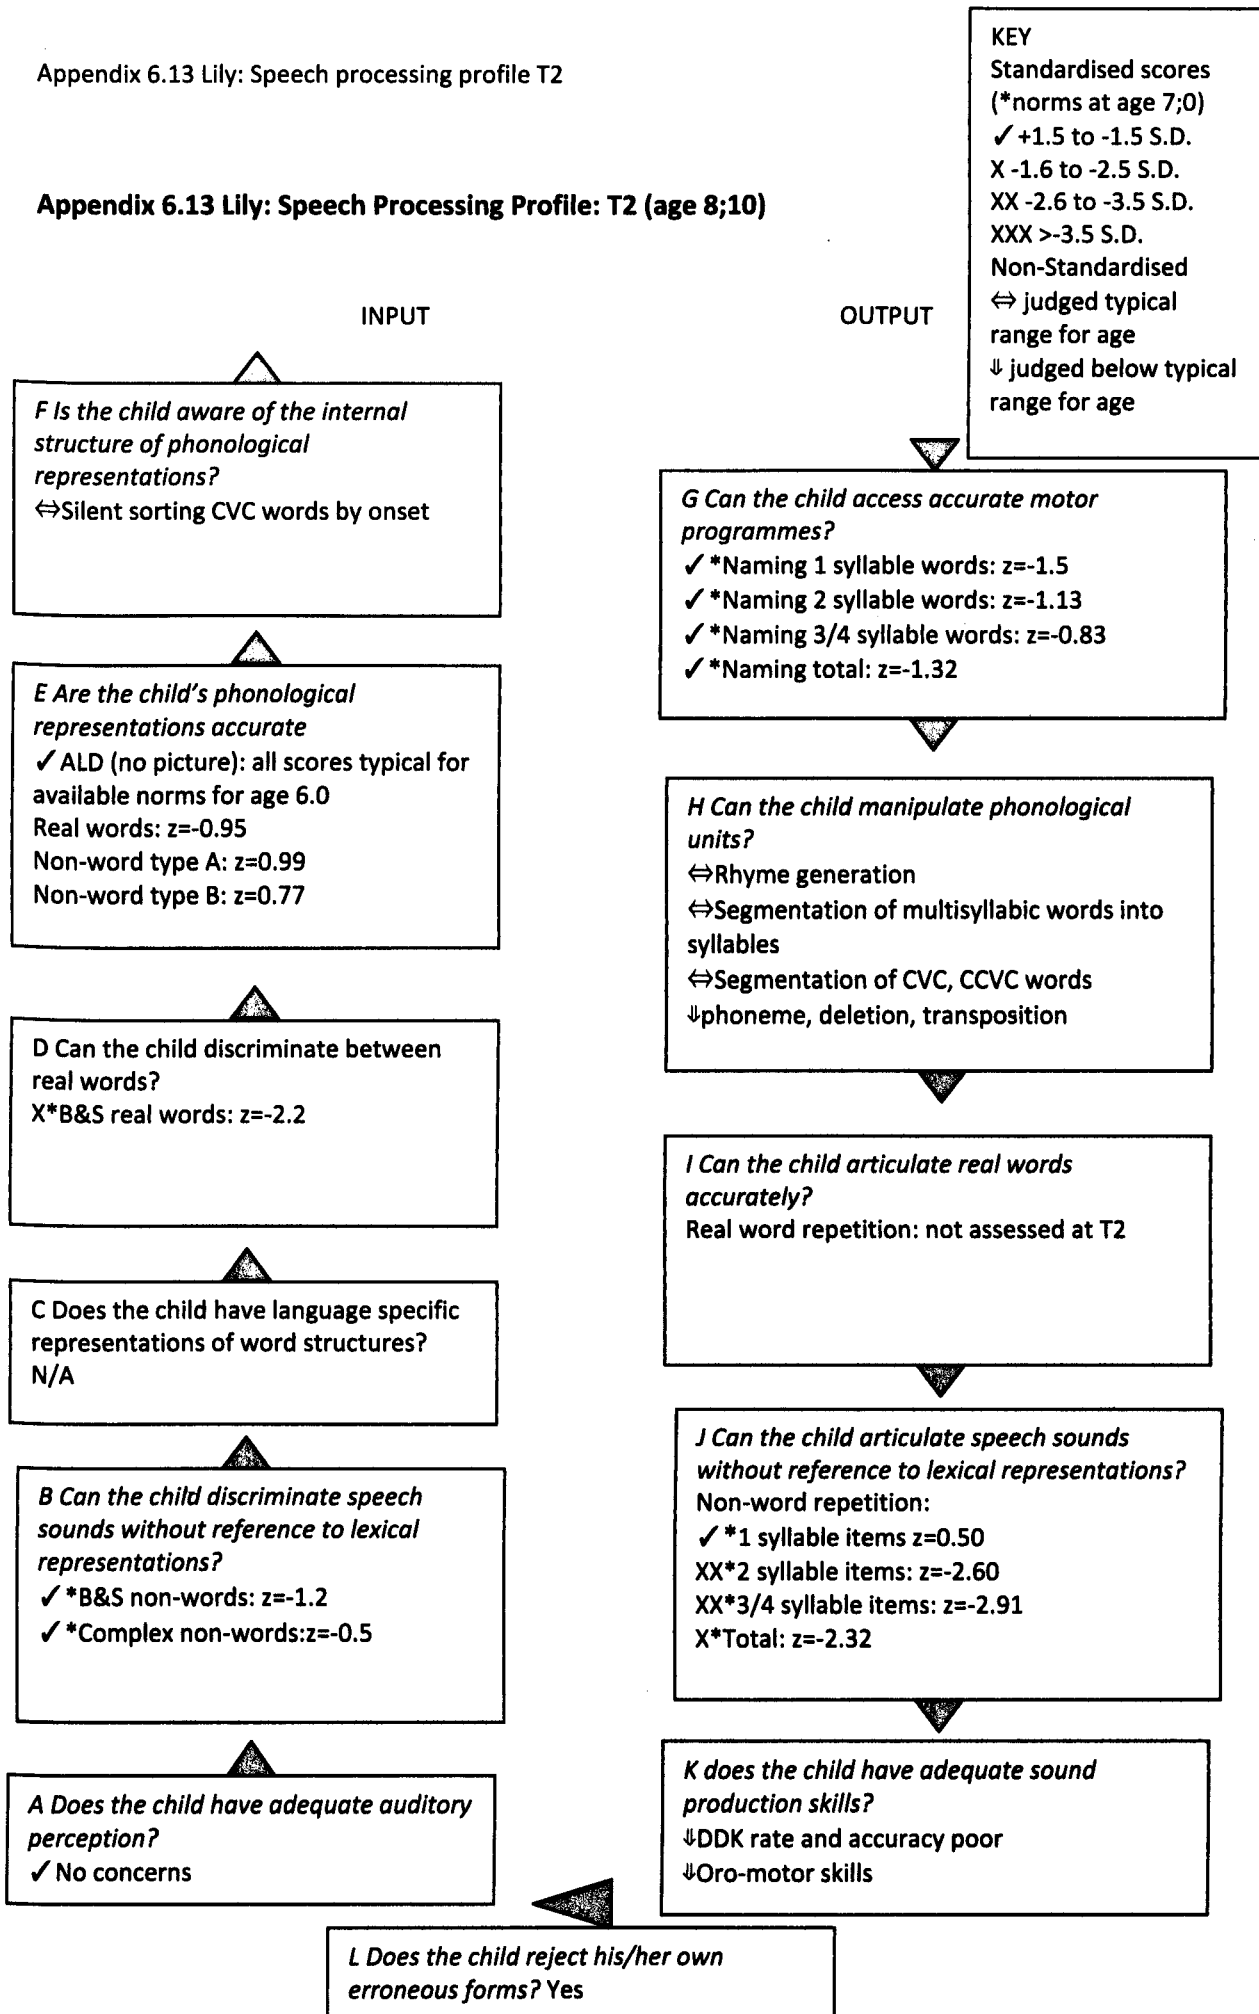 Appendix 6.13 Lily: Speech processing profile T2
KEY
Standardised scores
(*norms at age 7;0)
✓+1.5 to -1.5 S.D.
X -1.6 to -2.5 S.D.
XX -2.6 to -3.5 S.D.
XXX >-3.5 S.D.
Non-Standardised
⇔ judged typical
range for age
⇓ judged below typical
range for age
Appendix 6.13 Lily: Speech Processing Profile: T2 (age 8;10)
INPUT
F Is the child aware of the internal
structure of phonological
representations?
⇔Silent sorting CVC words by onset
E Are the child's phonological
representations accurate
✓ALD (no picture): all scores typical for
available norms for age 6.0
Real words: z=-0.95
Non-word type A: z=0.99
Non-word type B: z=0.77
D Can the child discriminate between
real words?
X*B&S real words: z=-2.2
C Does the child have language specific
representations of word structures?
N/A
B Can the child discriminate speech
sounds without reference to lexical
representations?
✓*B&S non-words: z=-1.2
✓*Complex non-words:z=-0.5
A Does the child have adequate auditory
perception?
✓No concerns
OUTPUT
G Can the child access accurate motor
programmes?
✓*Naming 1 syllable words: z=-1.5
✓*Naming 2 syllable words: z=-1.13
✓*Naming 3/4 syllable words: z=-0.83
✓*Naming total: z=-1.32
H Can the child manipulate phonological
units?
⇔Rhyme generation
⇔Segmentation of multisyllabic words into
syllables
⇔Segmentation of CVC, CCVC words
⇓phoneme, deletion, transposition
I Can the child articulate real words
accurately?
Real word repetition: not assessed at T2
J Can the child articulate speech sounds
without reference to lexical representations?
Non-word repetition:
✓*1 syllable items z=0.50
XX*2 syllable items: z=-2.60
XX*3/4 syllable items: z=-2.91
X*Total: z=-2.32
K does the child have adequate sound
production skills?
⇓DDK rate and accuracy poor
⇓Oro-motor skills
L Does the child reject his/her own
erroneous forms? Yes